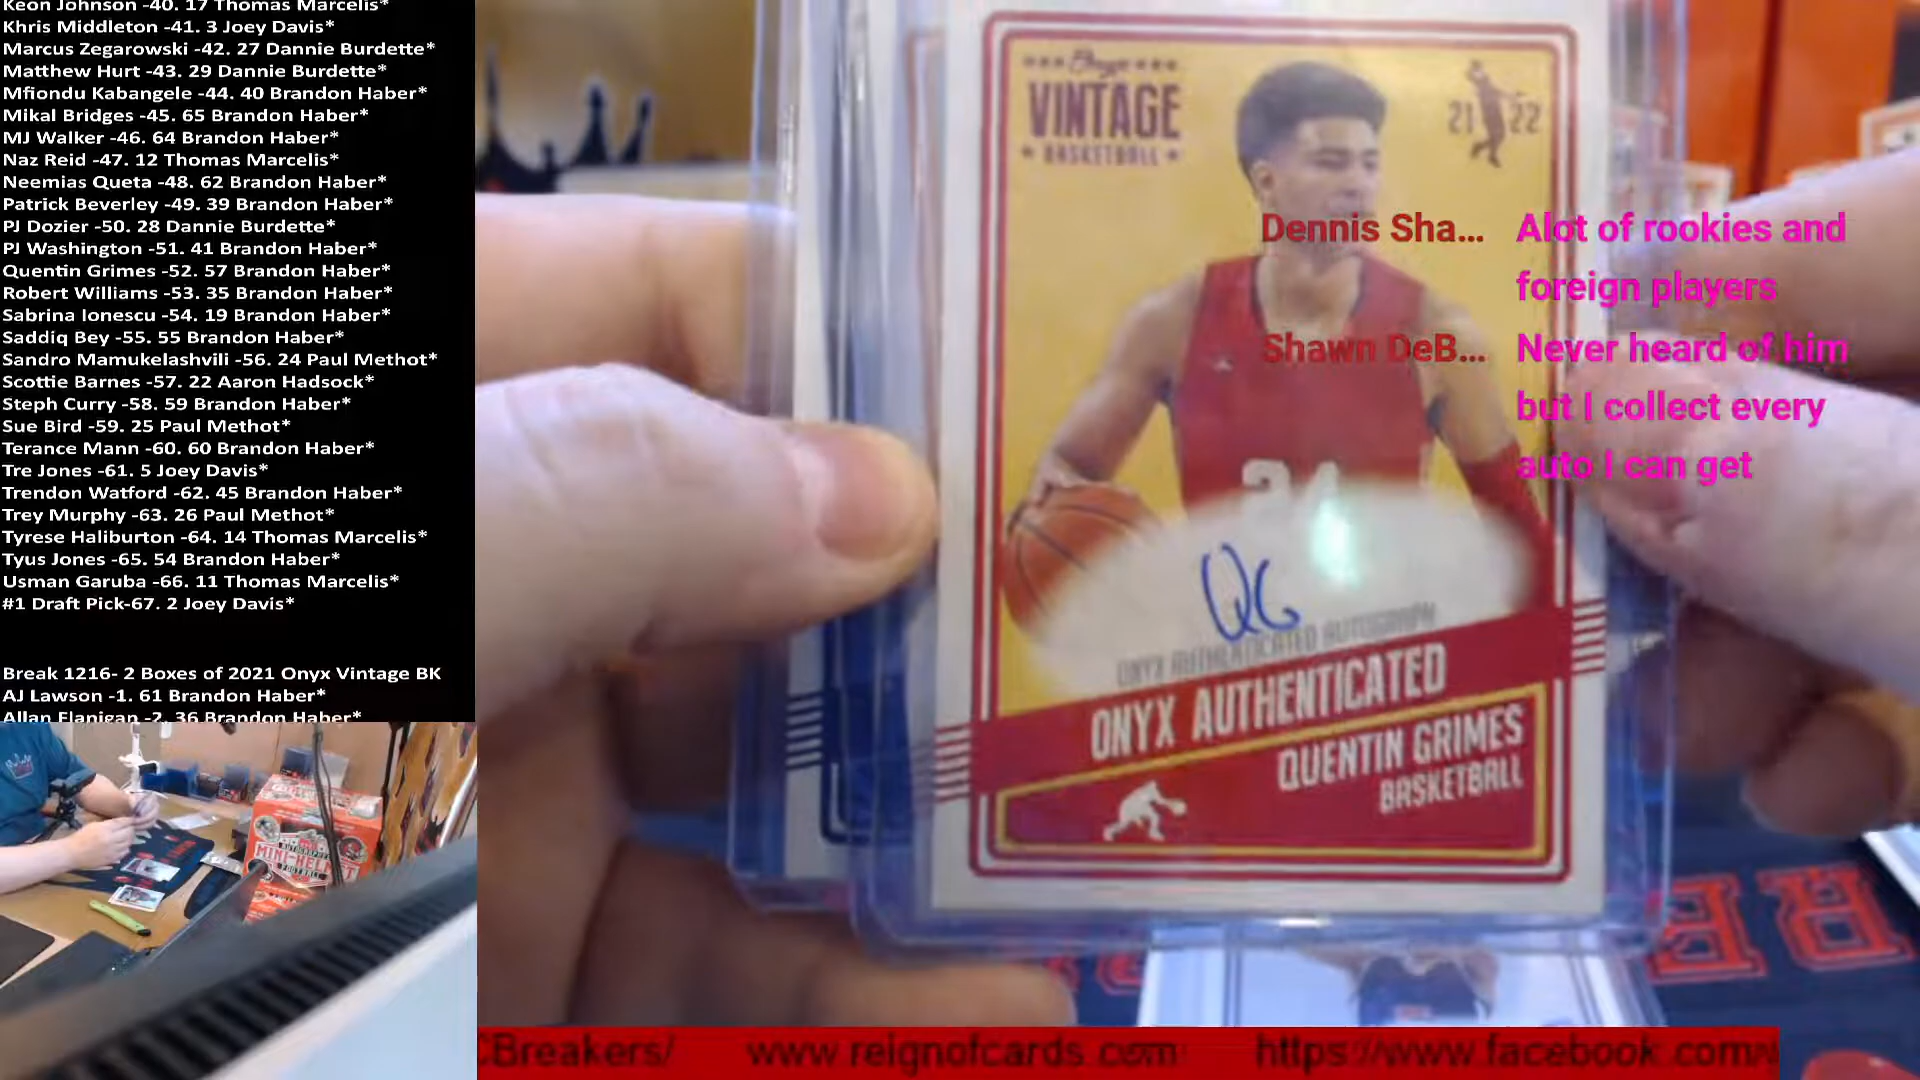 Keon Johnson -40. 17 Thomas Marcelis*
Khris Middleton -41. 3 Joey Davis*
Marcus Zegarowski -42. 27 Dannie Burdette*
Matthew Hurt -43. 29 Dannie Burdette*
Mfiondu Kabangele -44. 40 Brandon Haber*
Mikal Bridges -45. 65 Brandon Haber*
MJ Walker -46. 64 Brandon Haber*
Naz Reid -47. 12 Thomas Marcelis*
Neemias Queta -48. 62 Brandon Haber*
Patrick Beverley -49. 39 Brandon Haber*
PJ Dozier -50. 28 Dannie Burdette*
PJ Washington -51. 41 Brandon Haber*
Quentin Grimes -52. 57 Brandon Haber*
Robert Williams -53. 35 Brandon Haber*
Sabrina Ionescu -54. 19 Brandon Haber*
Saddiq Bey -55. 55 Brandon Haber*
Sandro Mamukelashvili -56. 24 Paul Methot*
Scottie Barnes -57. 22 Aaron Hadsock*
Steph Curry -58. 59 Brandon Haber*
Sue Bird -59. 25 Paul Methot*
Terance Mann -60. 60 Brandon Haber*
Tre Jones -61. 5 Joey Davis*
Trendon Watford -62. 45 Brandon Haber*
Trey Murphy -63. 26 Paul Methot*
Tyrese Haliburton -64. 14 Thomas Marcelis*
Tyus Jones -65. 54 Brandon Haber*
Usman Garuba -66. 11 Thomas Marcelis*
#1 Draft Pick-67. 2 Joey Davis*
Break 1216- 2 Boxes of 2021 Onyx Vintage BK
AJ Lawson -1. 61 Brandon Haber*
Allan Flanigan -2. 36 Brandon Haber*
Onyx
VINTAGE
BASKETBALL
21 22
Dennis Sha... Alot of rookies and
foreign players
Shawn DeB... Never heard of him
but I collect every
auto I can get
24
QG
ONYX AUTHENTICATED AUTOGRAPH
ONYX AUTHENTICATED
QUENTIN GRIMES
BASKETBALL
MINI-HELMET
FOOTBALL
CBreakers/ www.reignofcards.com https://www.facebook.com